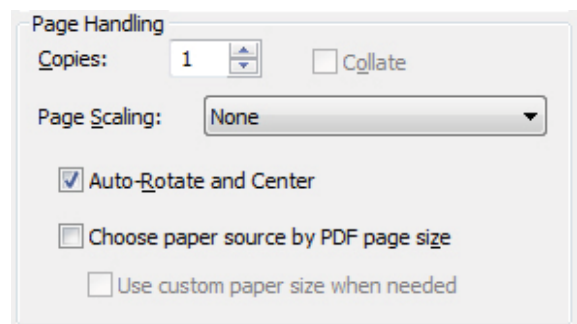 Page Handling
Copies: 1 Collate
Page Scaling: None
Auto-Rotate and Center
Choose paper source by PDF page size
Use custom paper size when needed